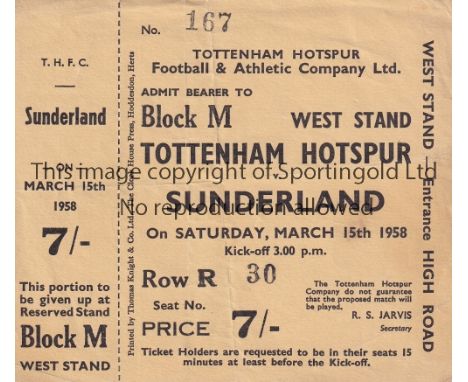 T. H. F. C.
Sunderland
ON
MARCH 15th
1958
7/-
This portion to
be given up at
Reserved Stand
Block M
WEST STAND
Printed by Thomas Knight & Co. Ltd., The Clock House Press, Hoddesdon, Herts
No. 167
TOTTENHAM HOTSPUR
Football & Athletic Company Ltd.
ADMIT BEARER TO
Block M WEST STAND
TOTTENHAM HOTSPUR
SUNDERLAND
On SATURDAY, MARCH 15th 1958
Kick-off 3.00 p.m.
Row R 30
Seat No.
PRICE 7/-
The Tottenham Hotspur
Company do not guarantee
that the proposed match will
be played.
R. S. JARVIS
Secretary
Ticket Holders are requested to be in their seats 15
minutes at least before the Kick-off.
WEST STAND Entrance HIGH ROAD
This image copyright of Sportingold Ltd
No reproduction allowed